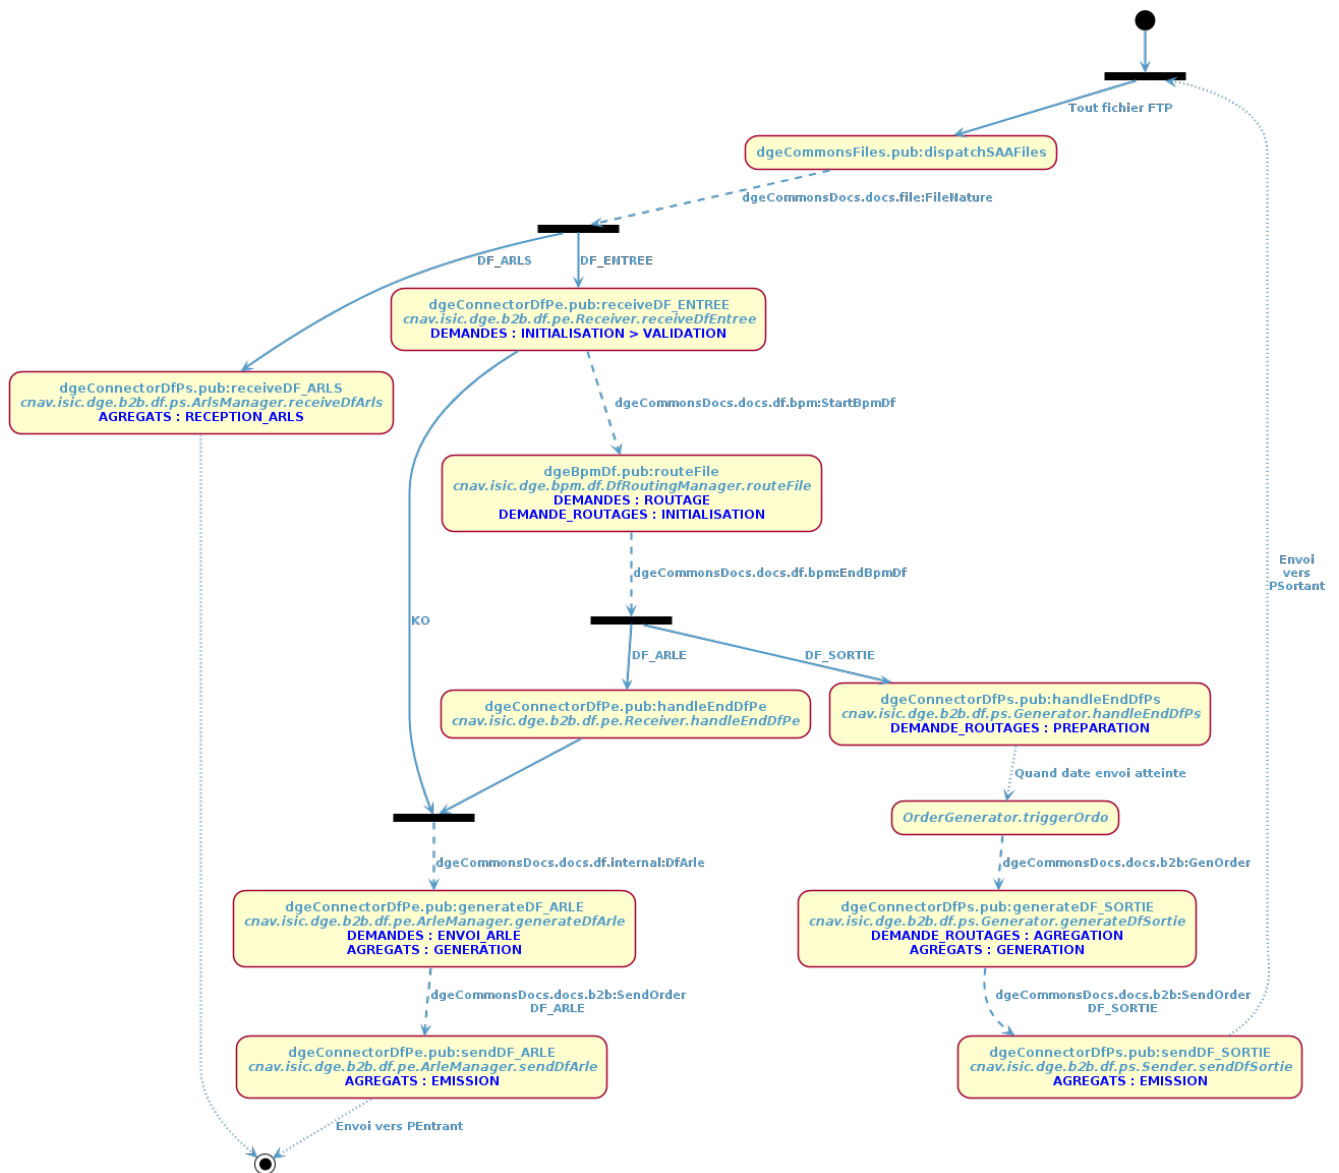 Tout fichier FTP
dgeCommonsFiles.pub:dispatchSAAFiles
dgeCommonsDocs.docs.file:FileNature
DF_ARLS
DF_ENTREE
dgeConnectorDfPe.pub:receiveDF_ENTREE
cnav.isic.dge.b2b.df.pe.Receiver.receiveDfEntree
DEMANDES : INITIALISATION > VALIDATION
dgeConnectorDfPs.pub:receiveDF_ARLS
cnav.isic.dge.b2b.df.ps.ArlsManager.receiveDfArls
AGREGATS : RECEPTION_ARLS
dgeCommonsDocs.docs.df.bpm:StartBpmDf
dgeBpmDf.pub:routeFile
cnav.isic.dge.bpm.df.DfRoutingManager.routeFile
DEMANDES : ROUTAGE
DEMANDE_ROUTAGES : INITIALISATION
dgeCommonsDocs.docs.df.bpm:EndBpmDf
Envoi
vers
PSortant
KO
DF_ARLE
DF_SORTIE
dgeConnectorDfPe.pub:handleEndDfPe
cnav.isic.dge.b2b.df.pe.Receiver.handleEndDfPe
dgeConnectorDfPs.pub:handleEndDfPs
cnav.isic.dge.b2b.df.ps.Generator.handleEndDfPs
DEMANDE_ROUTAGES : PREPARATION
Quand date envoi atteinte
OrderGenerator.triggerOrdo
dgeCommonsDocs.docs.df.internal:DfArle
dgeCommonsDocs.docs.b2b:GenOrder
dgeConnectorDfPe.pub:generateDF_ARLE
cnav.isic.dge.b2b.df.pe.ArleManager.generateDfArle
DEMANDES : ENVOI_ARLE
AGREGATS : GENERATION
dgeConnectorDfPs.pub:generateDF_SORTIE
cnav.isic.dge.b2b.df.ps.Generator.generateDfSortie
DEMANDE_ROUTAGES : AGREGATION
AGREGATS : GENERATION
dgeCommonsDocs.docs.b2b:SendOrder
DF_ARLE
dgeCommonsDocs.docs.b2b:SendOrder
DF_SORTIE
dgeConnectorDfPe.pub:sendDF_ARLE
cnav.isic.dge.b2b.df.pe.ArleManager.sendDfArle
AGREGATS : EMISSION
dgeConnectorDfPs.pub:sendDF_SORTIE
cnav.isic.dge.b2b.df.ps.Sender.sendDfSortie
AGREGATS : EMISSION
Envoi vers PEntrant